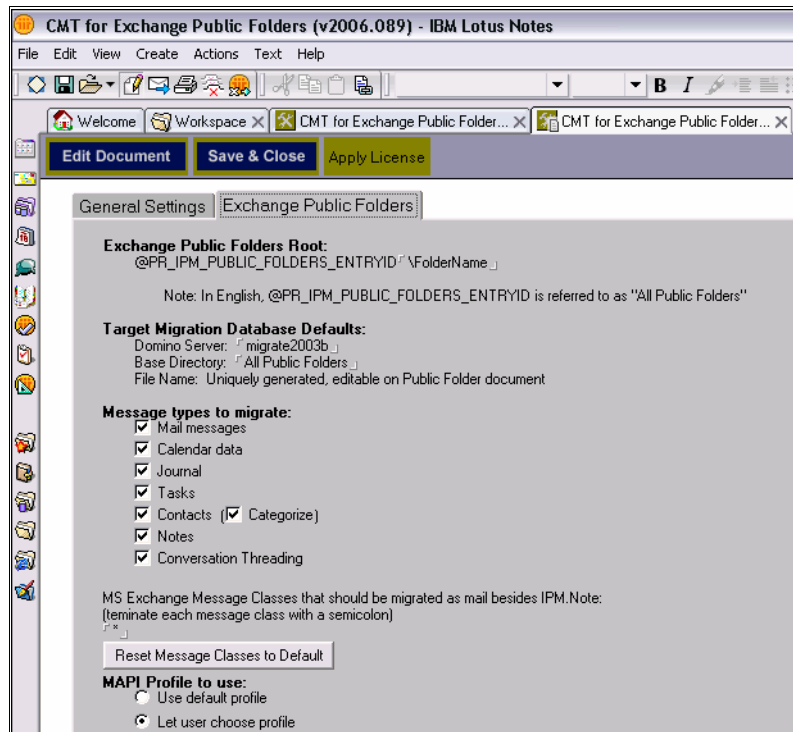 CMT for Exchange Public Folders (v2006.089) - IBM Lotus Notes
File Edit View Create Actions Text Help
B I
Welcome Workspace CMT for Exchange Public Folder... CMT for Exchange Public Folder...
Edit Document Save & Close Apply License
General Settings Exchange Public Folders
Exchange Public Folders Root:
@PR_IPM_PUBLIC_FOLDERS_ENTRYID \FolderName
Note: In English, @PR_IPM_PUBLIC_FOLDERS_ENTRYID is referred to as "All Public Folders"
Target Migration Database Defaults:
Domino Server: migrate2003b
Base Directory: All Public Folders
File Name: Uniquely generated, editable on Public Folder document
Message types to migrate:
Mail messages
Calendar data
Journal
Tasks
Contacts (Categorize)
Notes
Conversation Threading
MS Exchange Message Classes that should be migrated as mail besides IPM.Note:
(teminate each message class with a semicolon)
*
Reset Message Classes to Default
MAPI Profile to use:
Use default profile
Let user choose profile